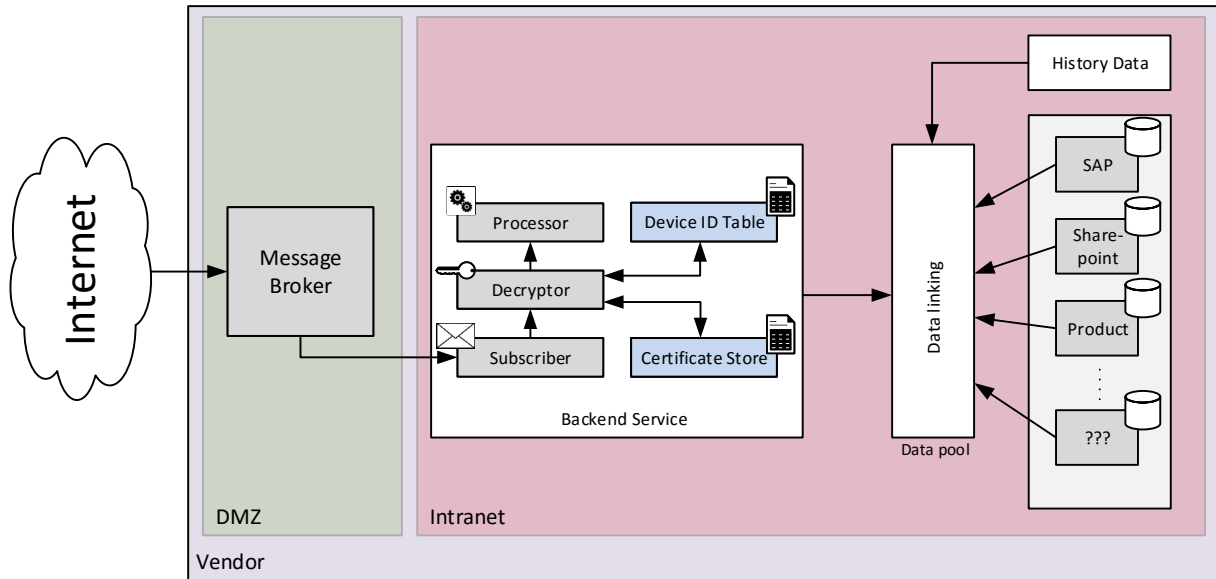 Internet
Message
Broker
DMZ
Processor
Decryptor
Subscriber
Device ID Table
Certificate Store
Backend Service
Intranet
Data linking
Data pool
History Data
SAP
Share-
point
Product
. . . . .
???
Vendor